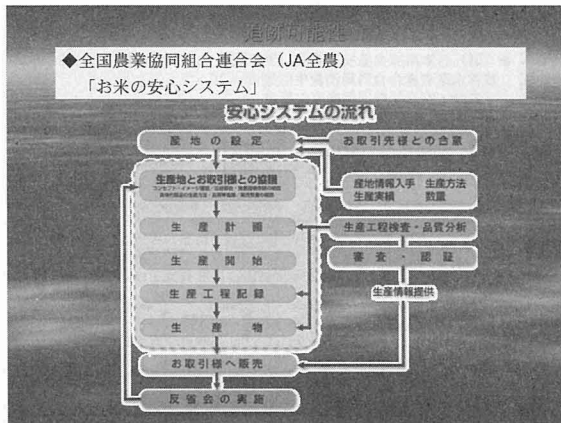 追跡可能性
◆全国農業協同組合連合会（JA全農）
「お米の安心システム」
安心システムの流れ
産地の設定
お取引先様との合意
生産地とお取引様との協議
産地情報入手 生産方法
生産実績 数量
生産計画
生産工程検査・品質分析
生産開始
審査・認証
生産工程記録
生産情報提供
生産物
お取引様へ販売
反省会の実施